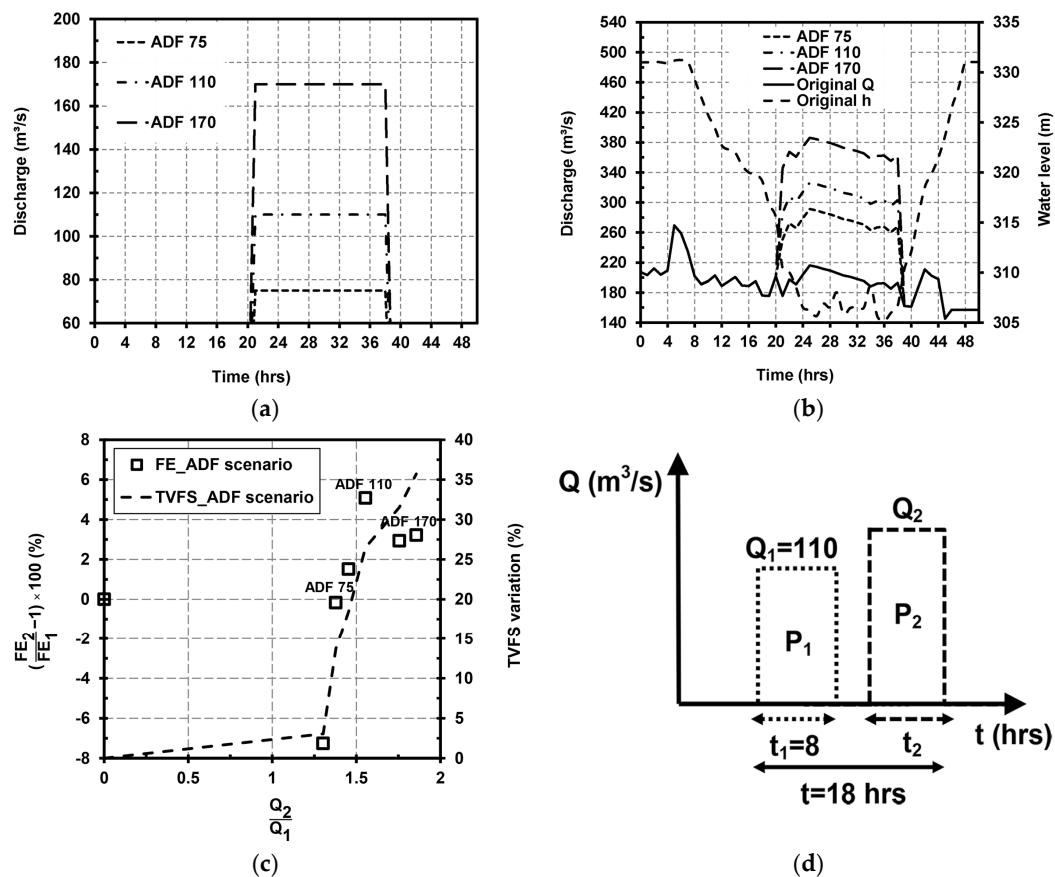 200
180
160
140
120
100
80
60
Discharge (m³/s)
ADF 75
ADF 110
ADF 170
0 4 8 12 16 20 24 28 32 36 40 44 48
Time (hrs)
(a)
540
500
460
420
380
340
300
260
220
180
140
Discharge (m³/s)
ADF 75
ADF 110
ADF 170
Original Q
Original h
335
330
325
320
315
310
305
Water level (m)
0 4 8 12 16 20 24 28 32 36 40 44 48
Time (hrs)
(b)
8
6
4
2
0
-2
-4
-6
-8
(FE2/FE1 −1) × 100 (%)
FE_ADF scenario
TVFS_ADF scenario
ADF 110
ADF 170
ADF 75
40
35
30
25
20
15
10
5
0
TVFS variation (%)
0 0.5 1 1.5 2
Q2
Q1
(c)
Q (m³/s)
Q2
Q1=110
P1
P2
t (hrs)
t1=8
t2
t=18 hrs
(d)